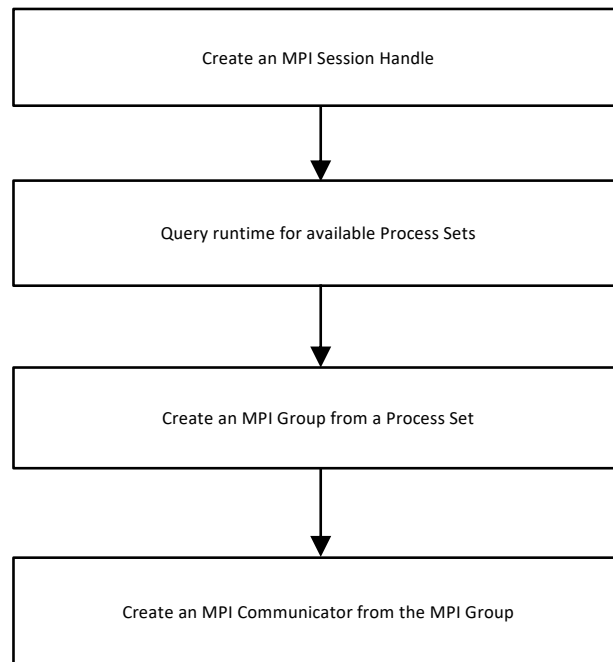 Create an MPI Session Handle
Query runtime for available Process Sets
Create an MPI Group from a Process Set
Create an MPI Communicator from the MPI Group